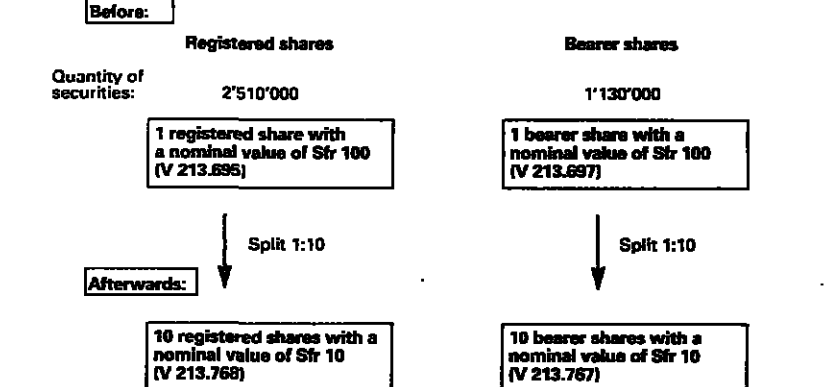 Before:
Registered shares
Bearer shares
Quantity of
securities:
2'510'000
1'130'000
1 registered share with
a nominal value of Sfr 100
(V 213.695)
1 bearer share with a
nominal value of Sfr 100
(V 213.697)
Split 1:10
Split 1:10
Afterwards:
10 registered shares with a
nominal value of Sfr 10
(V 213.768)
10 bearer shares with a
nominal value of Sfr 10
(V 213.767)